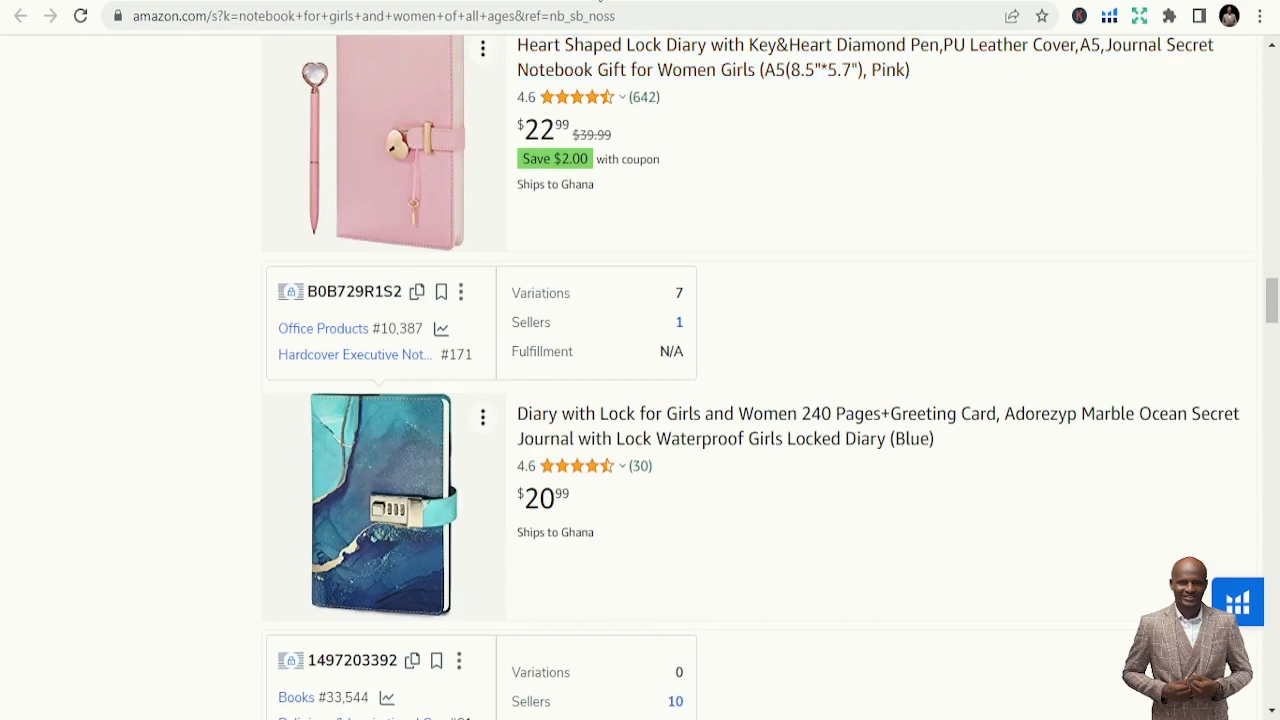 amazon.com/s?k=notebook+for+girls+and+women+of+all+ages&ref=nb_sb_noss
Heart Shaped Lock Diary with Key&Heart Diamond Pen,PU Leather Cover,A5,Journal Secret
Notebook Gift for Women Girls (A5(8.5"*5.7"), Pink)
4.6 (642)
$22.99 $39.99
Save $2.00 with coupon
Ships to Ghana
B0B729R1S2
Office Products #10,387
Hardcover Executive Not... #171
Variations 7
Sellers 1
Fulfillment N/A
Diary with Lock for Girls and Women 240 Pages+Greeting Card, Adorezyp Marble Ocean Secret
Journal with Lock Waterproof Girls Locked Diary (Blue)
4.6 (30)
$20.99
Ships to Ghana
1497203392
Books #33,544
Variations 0
Sellers 10